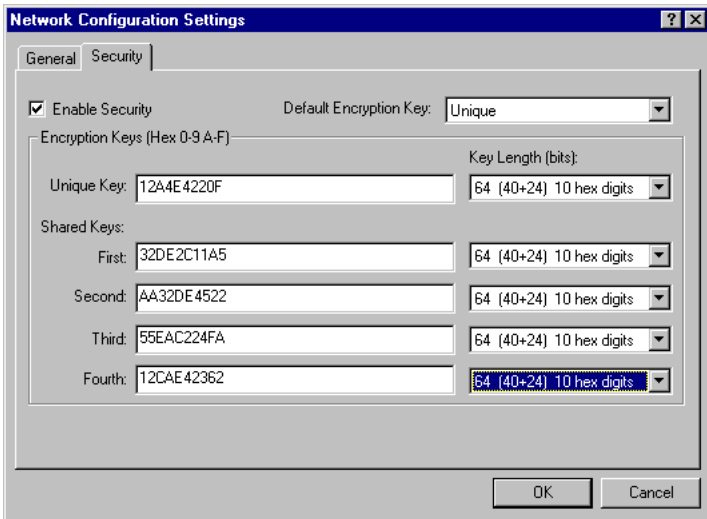 Network Configuration Settings
General Security
Enable Security Default Encryption Key: Unique
Encryption Keys (Hex 0-9 A-F)
Key Length (bits):
Unique Key: 12A4E4220F 64 (40+24) 10 hex digits
Shared Keys:
First: 32DE2C11A5 64 (40+24) 10 hex digits
Second: AA32DE4522 64 (40+24) 10 hex digits
Third: 55EAC224FA 64 (40+24) 10 hex digits
Fourth: 12CAE42362 64 (40+24) 10 hex digits
OK Cancel